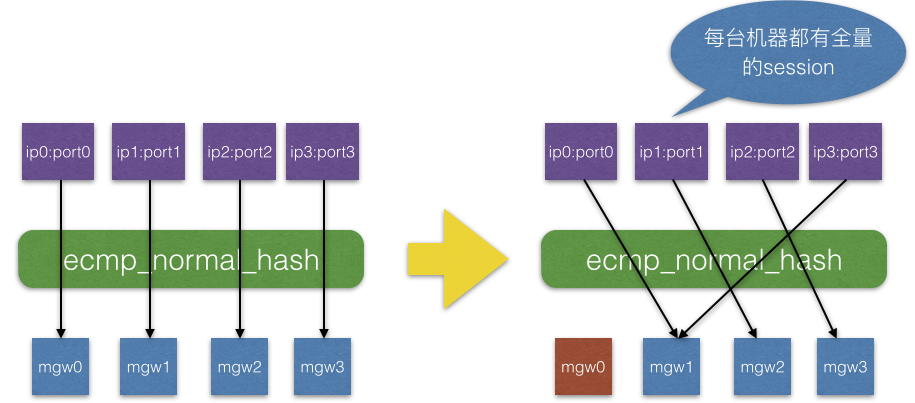 每台机器都有全量
的session
ip0:port0
ip1:port1
ip2:port2
ip3:port3
ecmp_normal_hash
mgw0
mgw1
mgw2
mgw3
ip0:port0
ip1:port1
ip2:port2
ip3:port3
ecmp_normal_hash
mgw0
mgw1
mgw2
mgw3